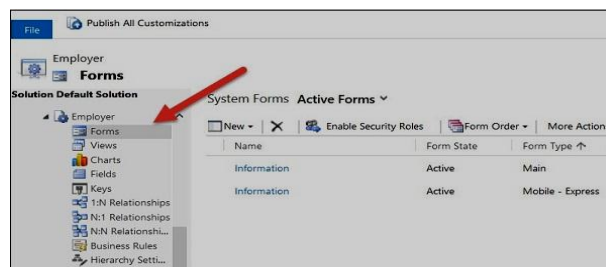 File
Publish All Customizations
Employer
Forms
Solution Default Solution
Employer
Forms
Views
Charts
Fields
Keys
1:N Relationships
N:1 Relationships
N:N Relationshi...
Business Rules
Hierarchy Setti...
System Forms Active Forms
New Enable Security Roles Form Order More Action
Name Form State Form Type ↑
Information Active Main
Information Active Mobile - Express